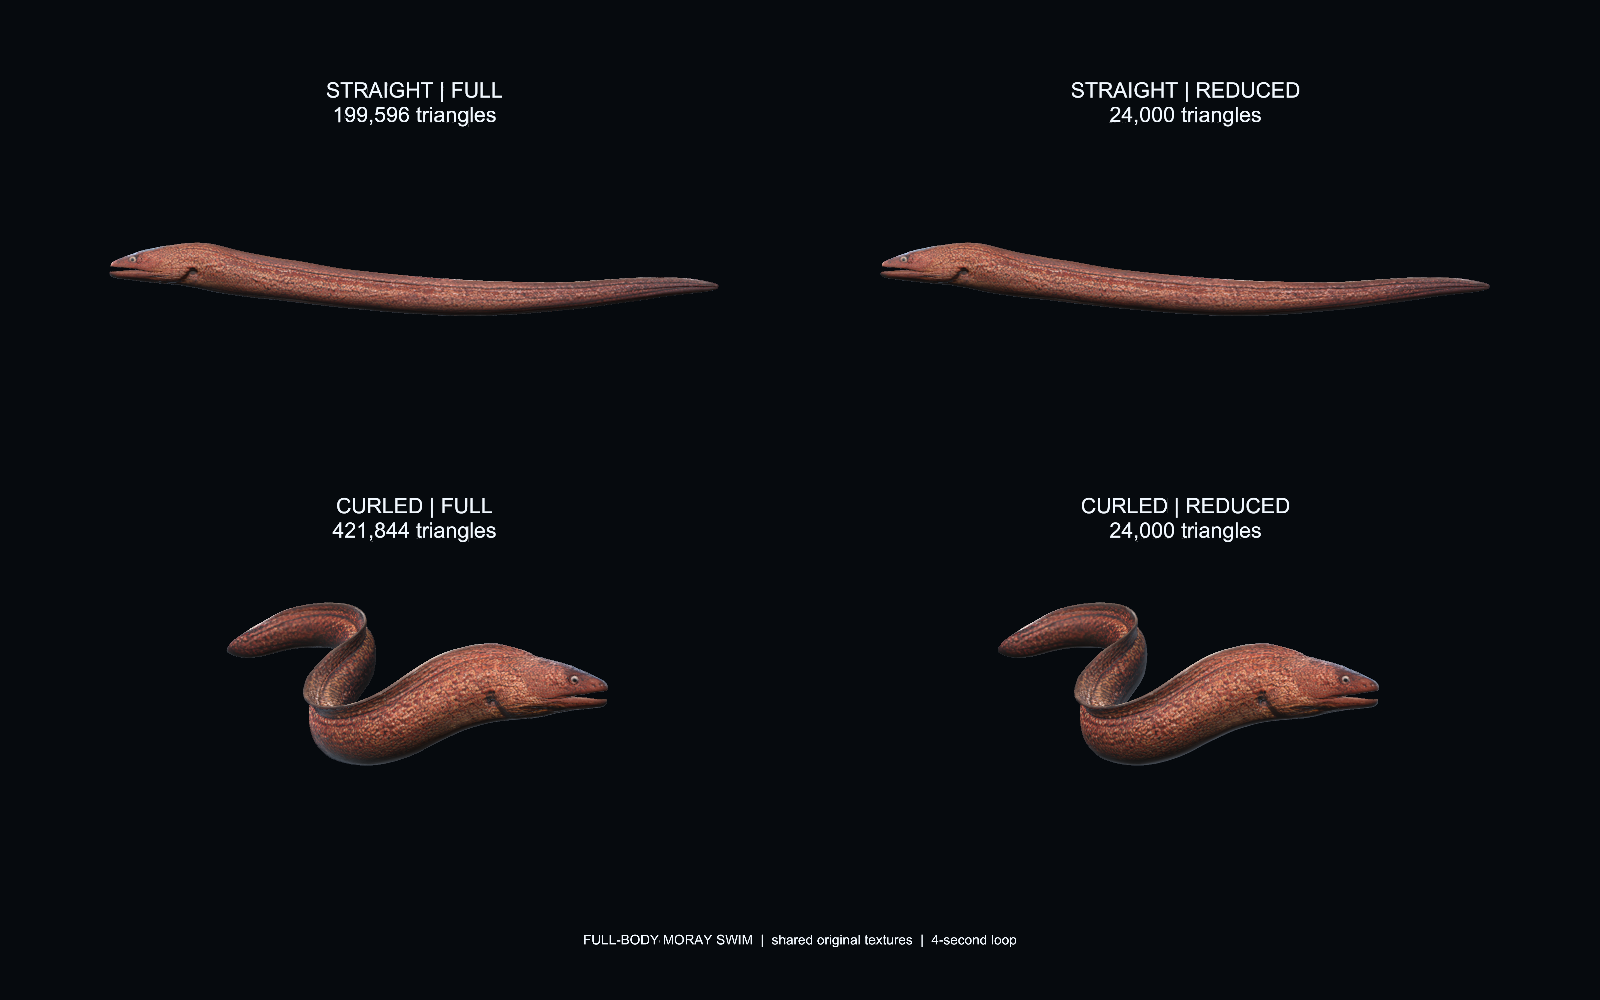 STRAIGHT | FULL
199,596 triangles
STRAIGHT | REDUCED
24,000 triangles
CURLED | FULL
421,844 triangles
CURLED | REDUCED
24,000 triangles
FULL-BODY MORAY SWIM | shared original textures | 4-second loop